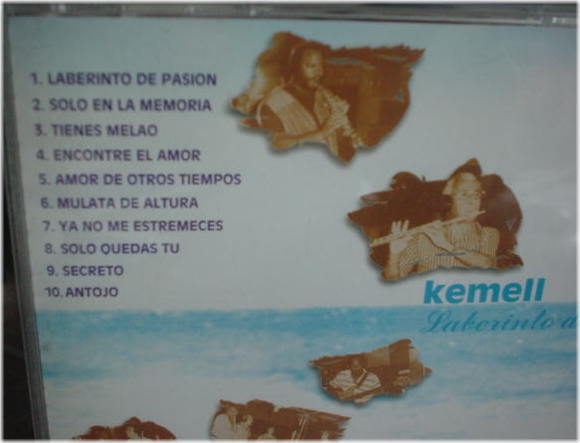 1. LABERINTO DE PASION
2. SOLO EN LA MEMORIA
3. TIENES MELAO
4. ENCONTRE EL AMOR
5. AMOR DE OTROS TIEMPOS
6. MULATA DE ALTURA
7. YA NO ME ESTREMECES
8. SOLO QUEDAS TU
9. SECRETO
10. ANTOJO
kemell
Laberinto d